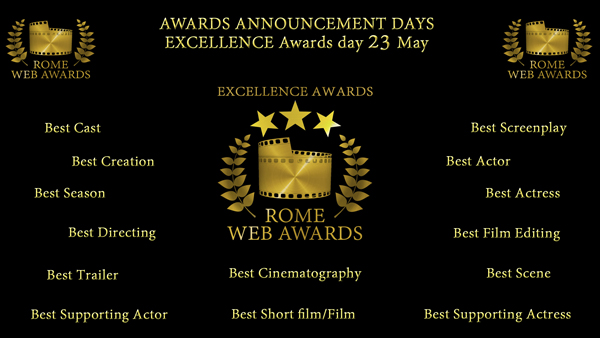 AWARDS ANNOUNCEMENT DAYS
EXCELLENCE Awards day 23 May
ROME
WEB AWARDS
ROME
WEB AWARDS
EXCELLENCE AWARDS
ROME
WEB AWARDS
Best Cast
Best Creation
Best Season
Best Directing
Best Trailer
Best Supporting Actor
Best Cinematography
Best Short film/Film
Best Screenplay
Best Actor
Best Actress
Best Film Editing
Best Scene
Best Supporting Actress